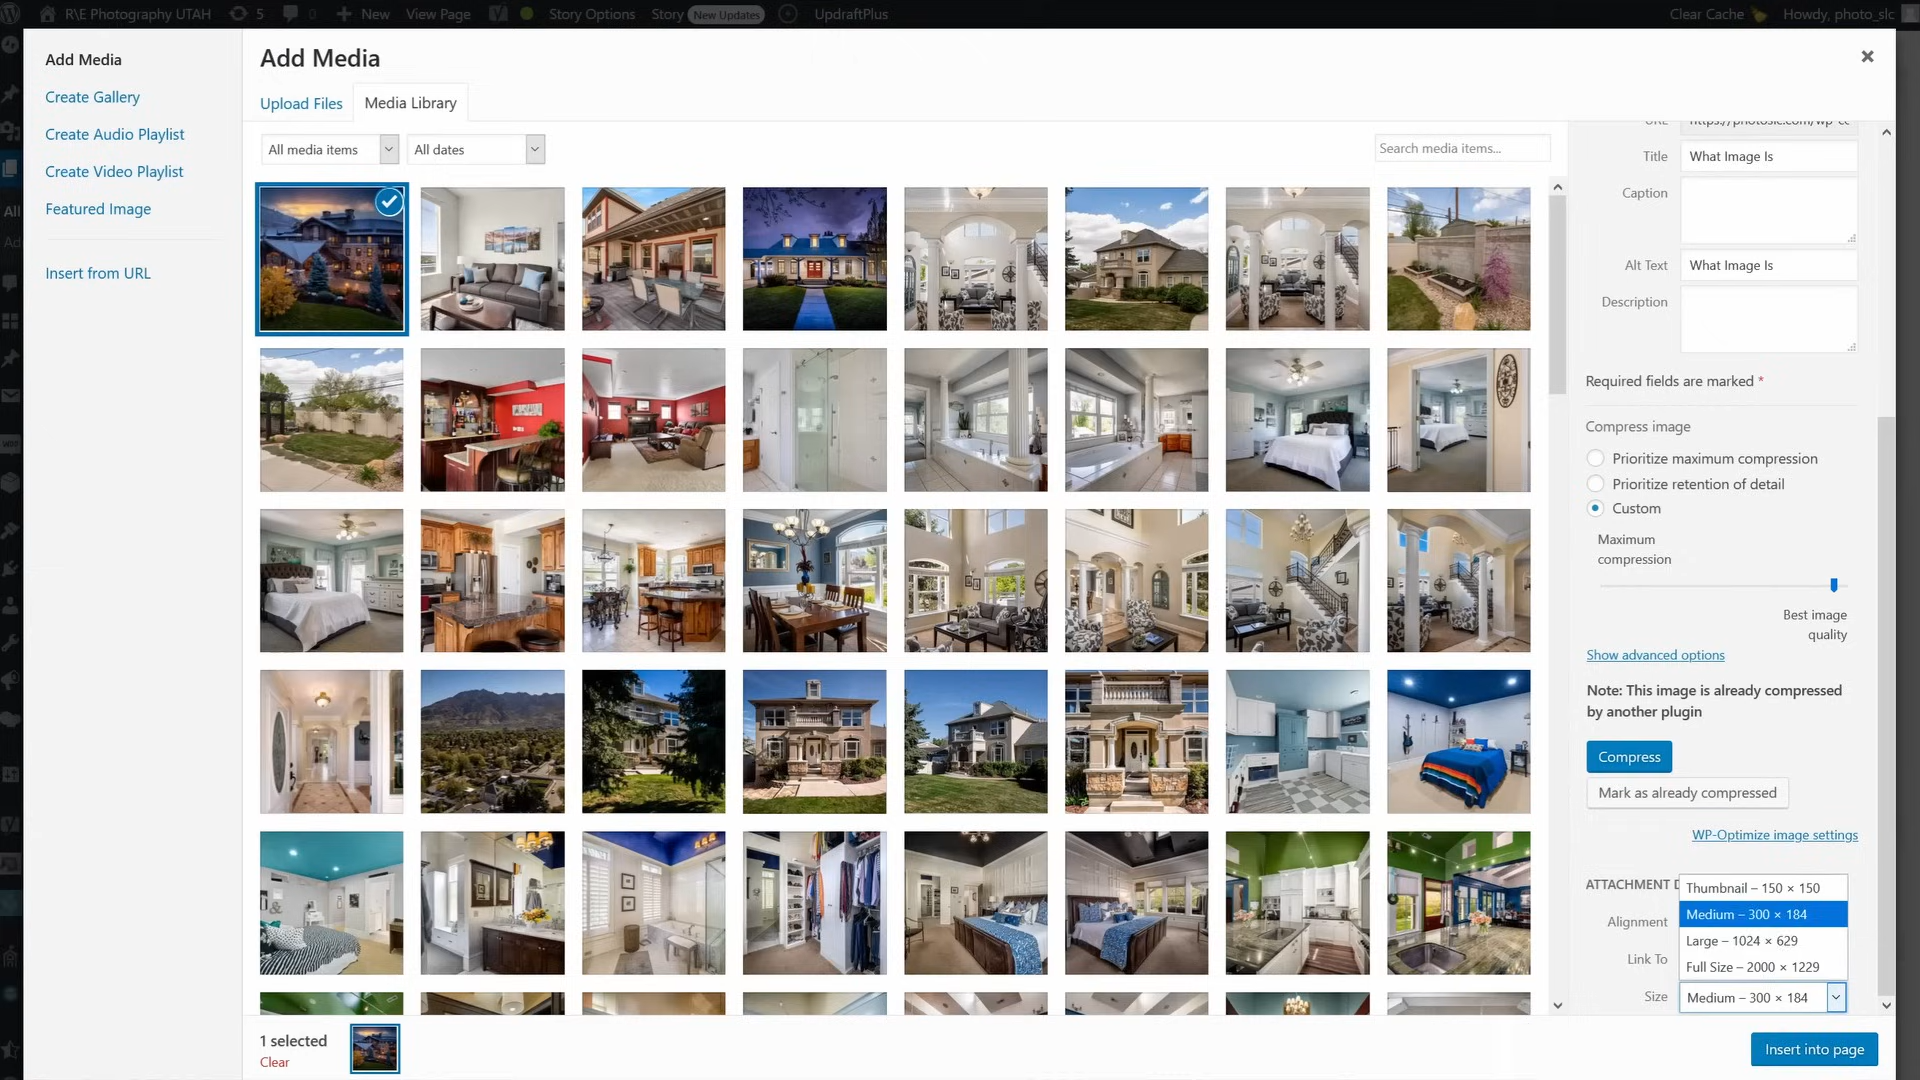 R\E Photography UTAH
5
0
New
View Page
Story Options
Story
New Updates
UpdraftPlus
Clear Cache
Howdy, photo_slc
Add Media
Create Gallery
Create Audio Playlist
Create Video Playlist
Featured Image
Insert from URL
Add Media
Upload Files
Media Library
All media items
All dates
Search media items...
URL
Title
What Image Is
Caption
Alt Text
What Image Is
Description
Required fields are marked *
Compress image
Prioritize maximum compression
Prioritize retention of detail
Custom
Maximum
compression
Best image
quality
Show advanced options
Note: This image is already compressed
by another plugin
Compress
Mark as already compressed
WP-Optimize image settings
ATTACHMENT
Thumbnail – 150 × 150
Medium – 300 × 184
Alignment
Large – 1024 × 629
Link To
Full Size – 2000 × 1229
Size
Medium – 300 × 184
1 selected
Clear
Insert into page